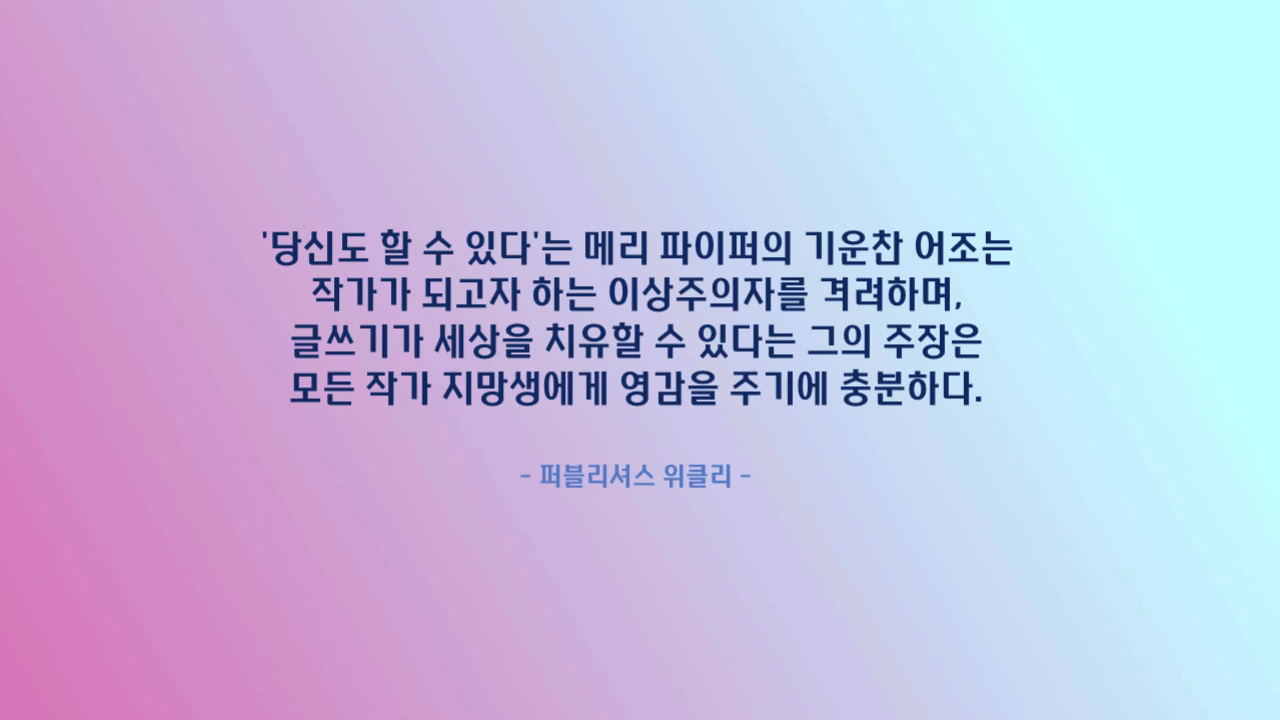 '당신도 할 수 있다'는 메리 파이퍼의 기운찬 어조는
작가가 되고자 하는 이상주의자를 격려하며,
글쓰기가 세상을 치유할 수 있다는 그의 주장은
모든 작가 지망생에게 영감을 주기에 충분하다.
- 퍼블리셔스 위클리 -